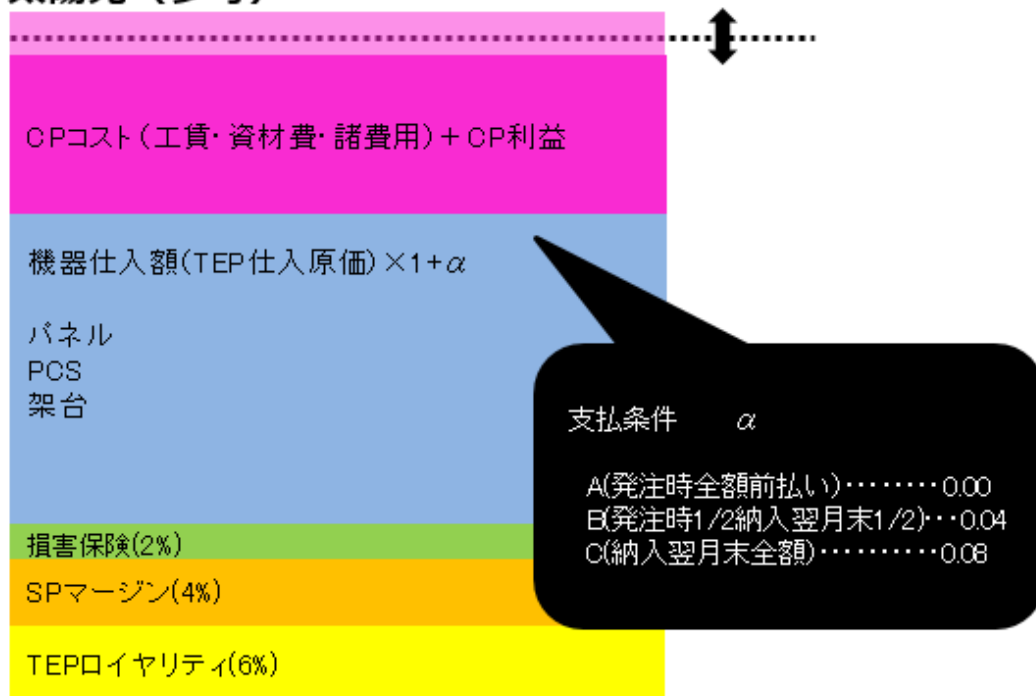 CPコスト(工賃・資材費・諸費用)+CP利益
機器仕入額(TEP仕入原価)×1+α
パネル
PCS
架台
支払条件 α
A(発注時全額前払い)・・・・・・・・0.00
B(発注時1/2納入翌月末1/2)・・・0.04
C(納入翌月末全額)・・・・・・・・・・0.08
損害保険(2%)
SPマージン(4%)
TEPロイヤリティ(6%)